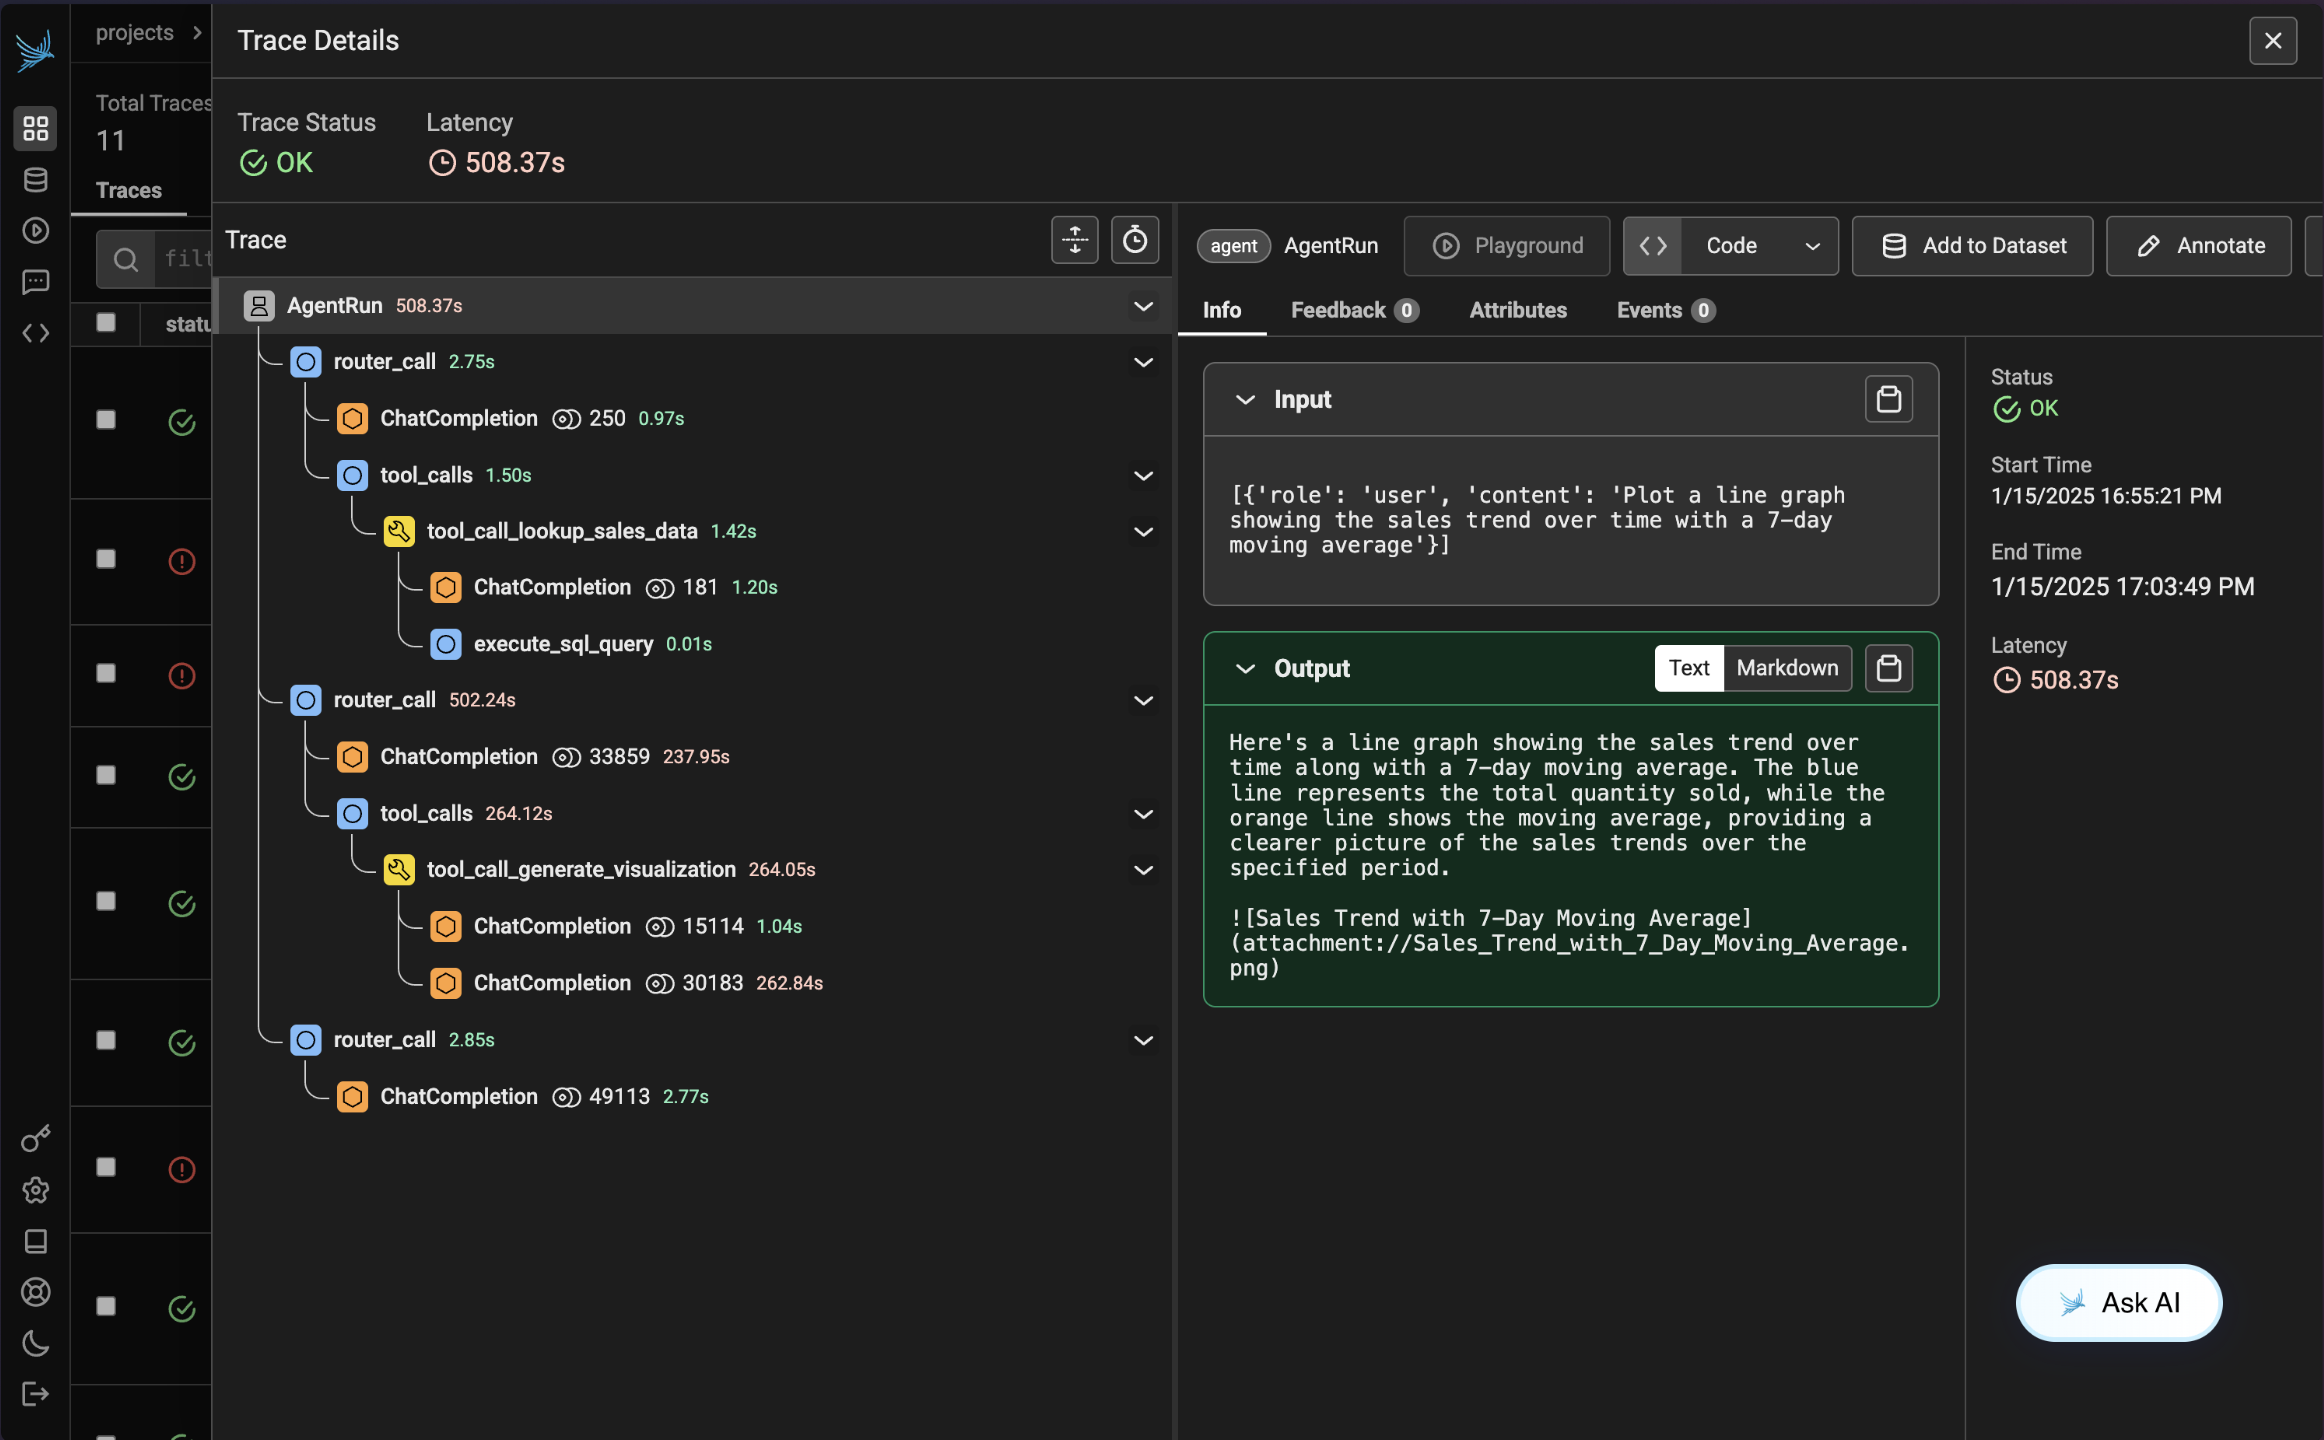 projects
Trace Details
Total Traces
11
Traces
Trace Status
OK
Latency
508.37s
Trace
agent
AgentRun
Playground
Code
Add to Dataset
Annotate
Info
Feedback 0
Attributes
Events 0
AgentRun 508.37s
router_call 2.75s
ChatCompletion 250 0.97s
tool_calls 1.50s
tool_call_lookup_sales_data 1.42s
ChatCompletion 181 1.20s
execute_sql_query 0.01s
router_call 502.24s
ChatCompletion 33859 237.95s
tool_calls 264.12s
tool_call_generate_visualization 264.05s
ChatCompletion 15114 1.04s
ChatCompletion 30183 262.84s
router_call 2.85s
ChatCompletion 49113 2.77s
Input
[{'role': 'user', 'content': 'Plot a line graph
showing the sales trend over time with a 7-day
moving average'}]
Output
Text
Markdown
Here's a line graph showing the sales trend over
time along with a 7-day moving average. The blue
line represents the total quantity sold, while the
orange line shows the moving average, providing a
clearer picture of the sales trends over the
specified period.
![Sales Trend with 7-Day Moving Average]
(attachment://Sales_Trend_with_7_Day_Moving_Average.
png)
Status
OK
Start Time
1/15/2025 16:55:21 PM
End Time
1/15/2025 17:03:49 PM
Latency
508.37s
Ask AI